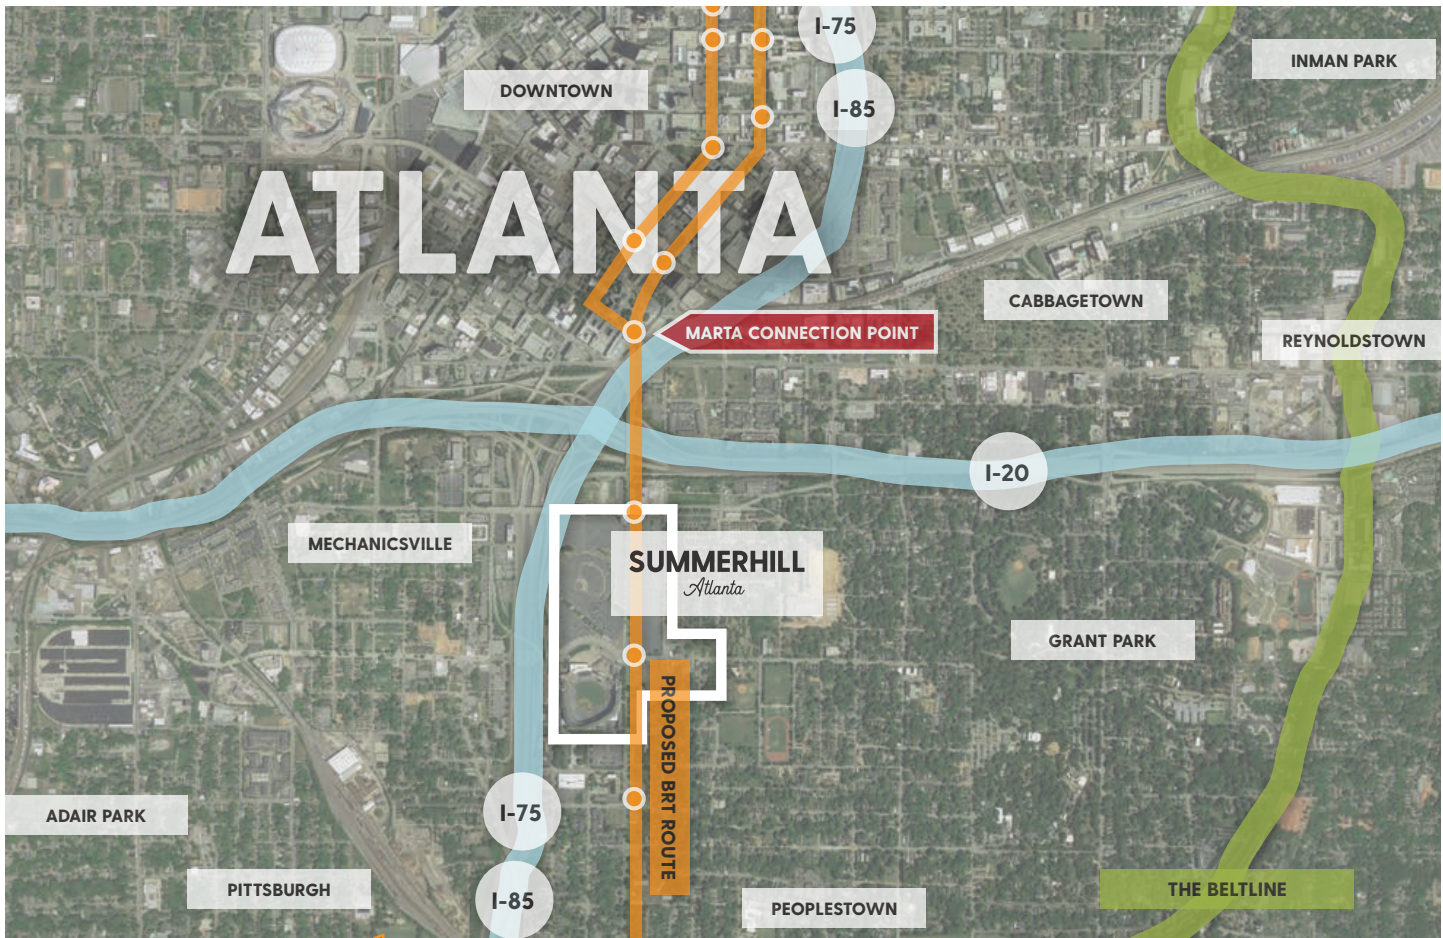 I-75
INMAN PARK
DOWNTOWN
I-85
ATLANTA
CABBAGETOWN
MARTA CONNECTION POINT
REYNOLDSTOWN
I-20
MECHANICSVILLE
SUMMERHILL
Atlanta
GRANT PARK
PROPOSED BRT ROUTE
I-75
ADAIR PARK
PITTSBURGH
I-85
THE BELTLINE
PEOPLESTOWN